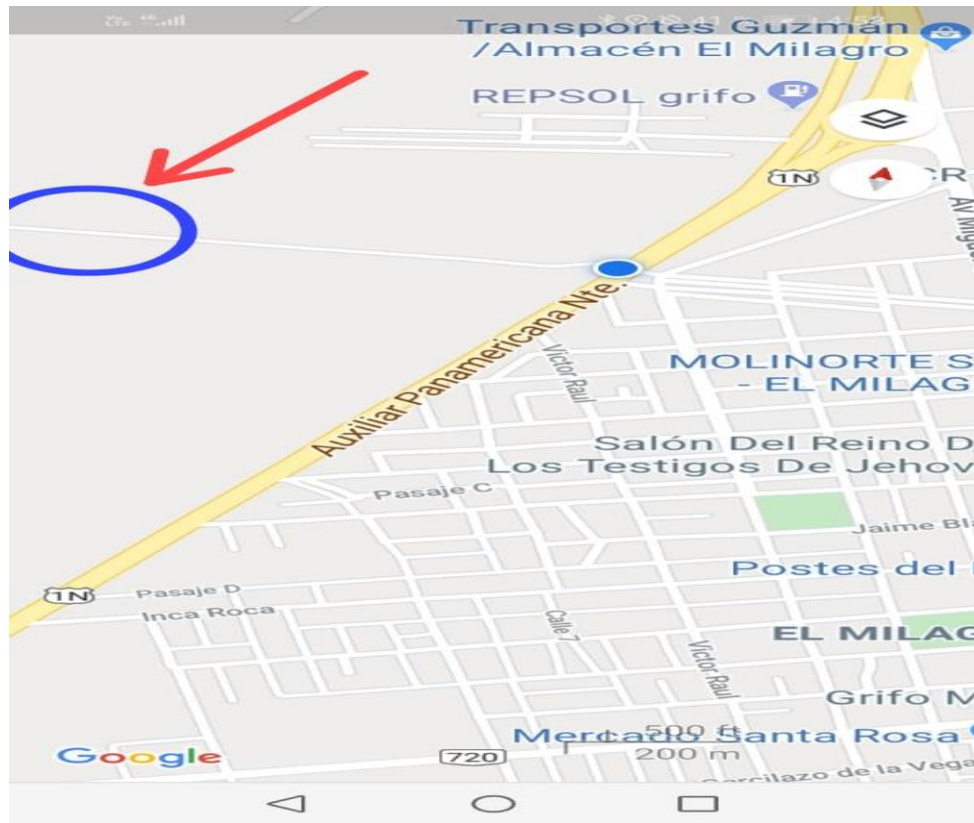 Transportes Guzmán
/Almacén El Milagro
REPSOL grifo
1N
Auxiliar Panamericana Nte.
Victor Raul
MOLINORTE S
- EL MILAG
Salón Del Reino D
Los Testigos De Jehov
Pasaje C
Jaime Bla
Postes del
1N
Pasaje D
Inca Roca
Calle 7
Victor Raul
EL MILAG
Grifo M
Mercado Santa Rosa
500 ft
200 m
Google
720
Garcilazo de la Vega